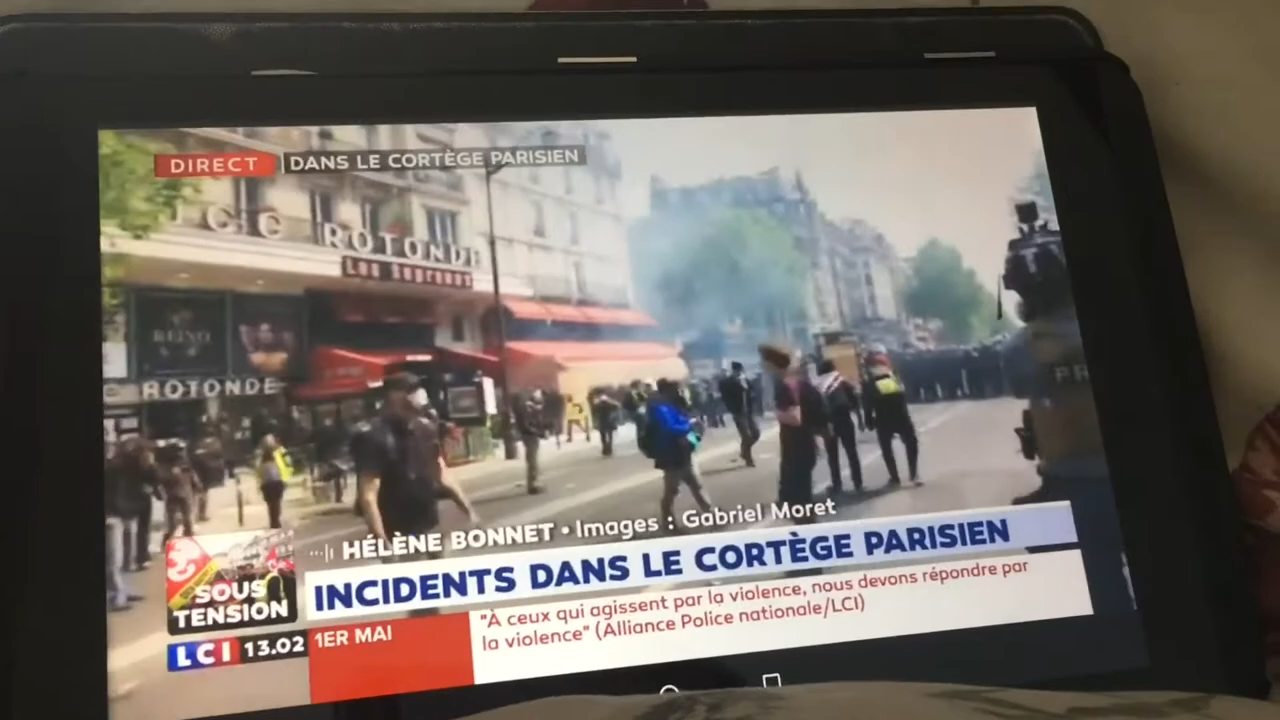 DIRECT DANS LE CORTÈGE PARISIEN
ROTONDE
ROTONDE
PR
HÉLÈNE BONNET • Images : Gabriel Moret
SOUS
TENSION
INCIDENTS DANS LE CORTÈGE PARISIEN
LCI 13.02
1ER MAI
"À ceux qui agissent par la violence, nous devons répondre par
la violence" (Alliance Police nationale/LCI)